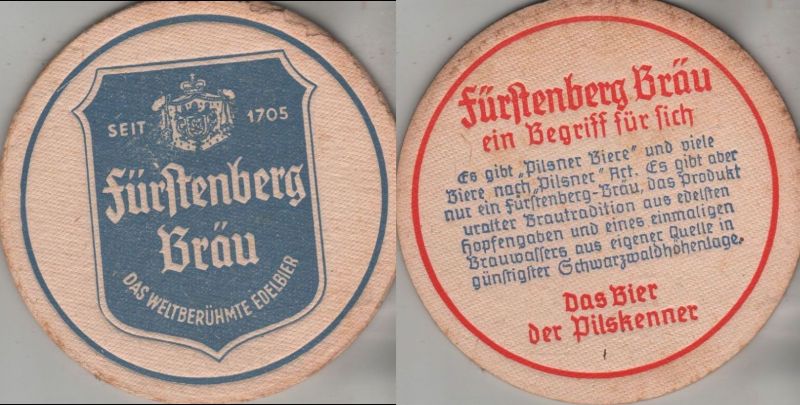 SEIT 1705
Fürstenberg
Bräu
DAS WELTBERÜHMTE EDELBIER
Fürstenberg Bräu
ein Begriff für sich
Es gibt „Pilsner Biere" und viele
Biere nach „Pilsner" Art. Es gibt aber
nur ein Fürstenberg-Bräu, das Produkt
uralter Brautradition aus edelsten
Hopfengaben und eines einmaligen
Brauwassers aus eigener Quelle in
günstigster Schwarzwaldhöhenlage.
Das Bier
der Pilskenner